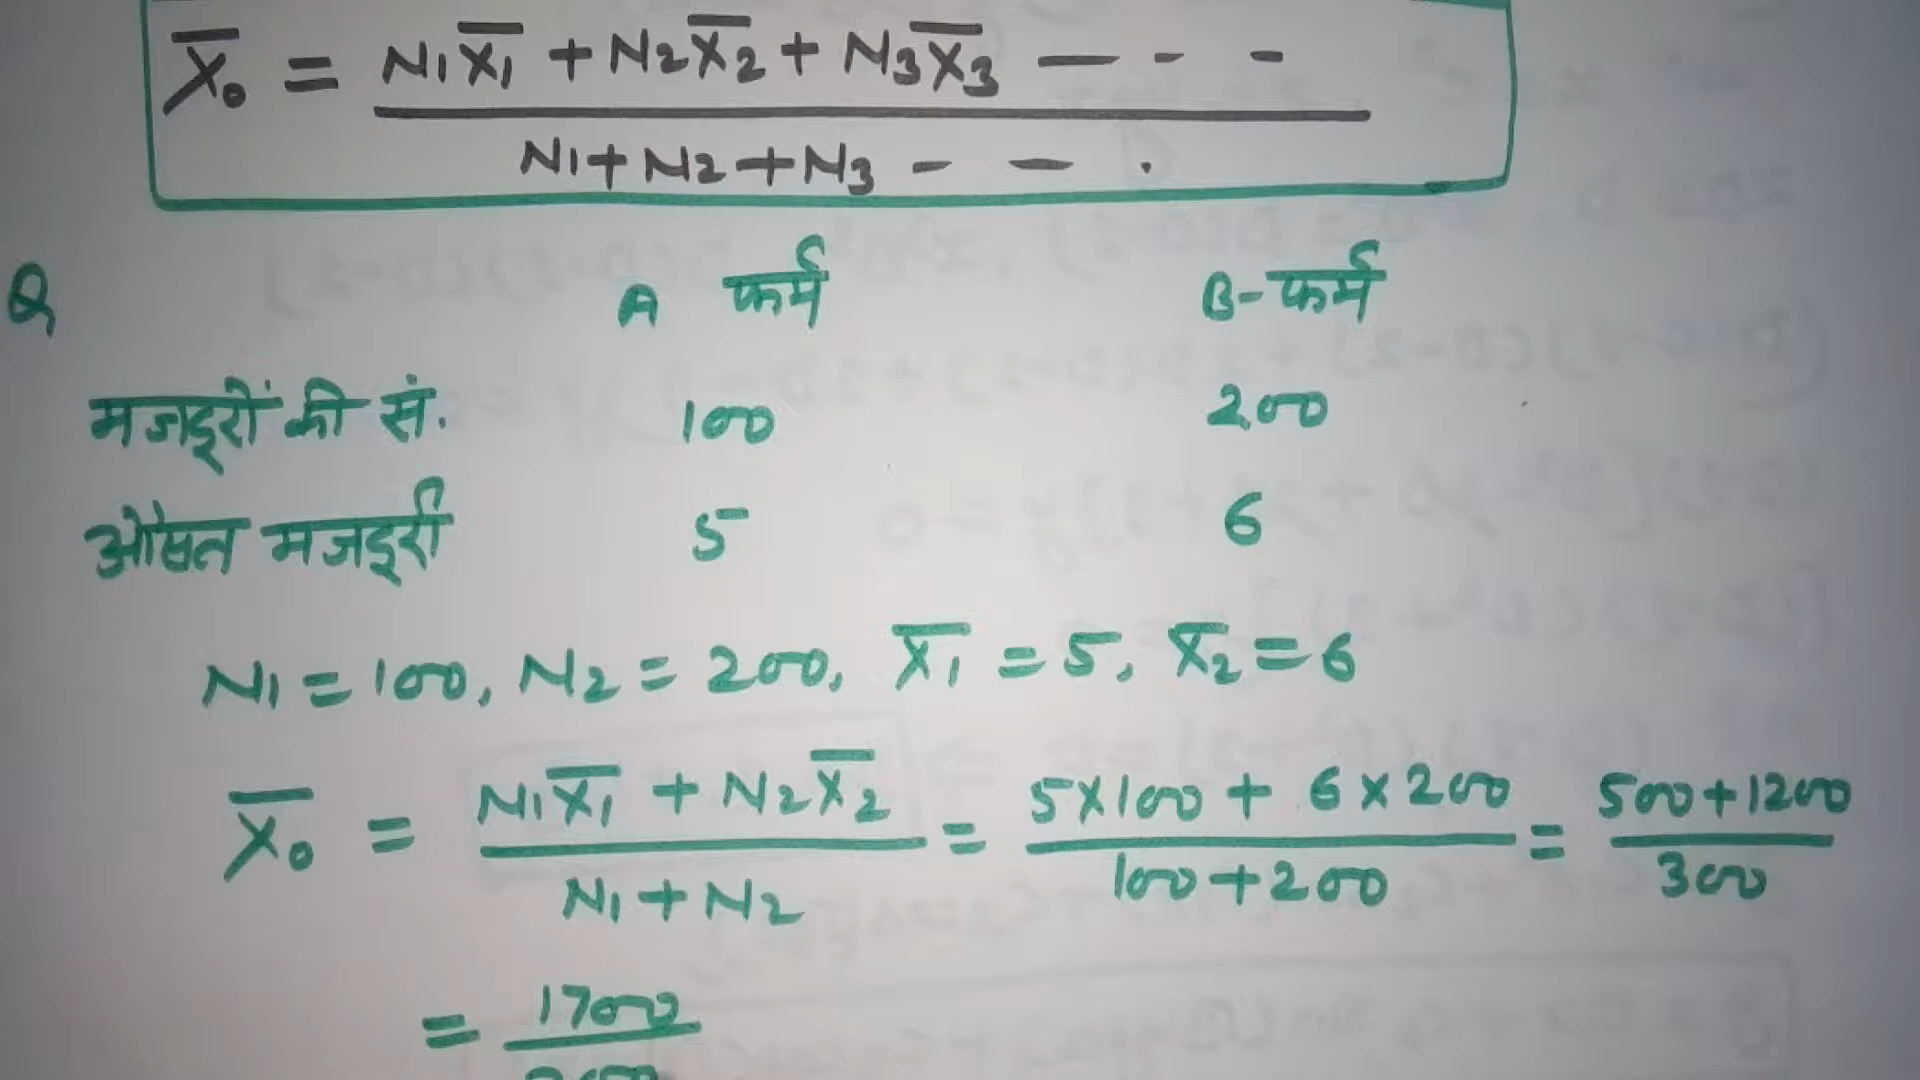 X̄₀ = N₁X̄₁ + N₂X̄₂ + N₃X̄₃ — - -
N₁ + N₂ + N₃ - — .
Q A फर्म B-फर्म
मजदूरों की सं. 100 200
औसत मजदूरी 5 6
N₁ = 100, N₂ = 200, X̄₁ = 5, X̄₂ = 6
X̄₀ = N₁X̄₁ + N₂X̄₂ / N₁ + N₂ = 5×100 + 6×200 / 100+200 = 500+1200 / 300
= 1700